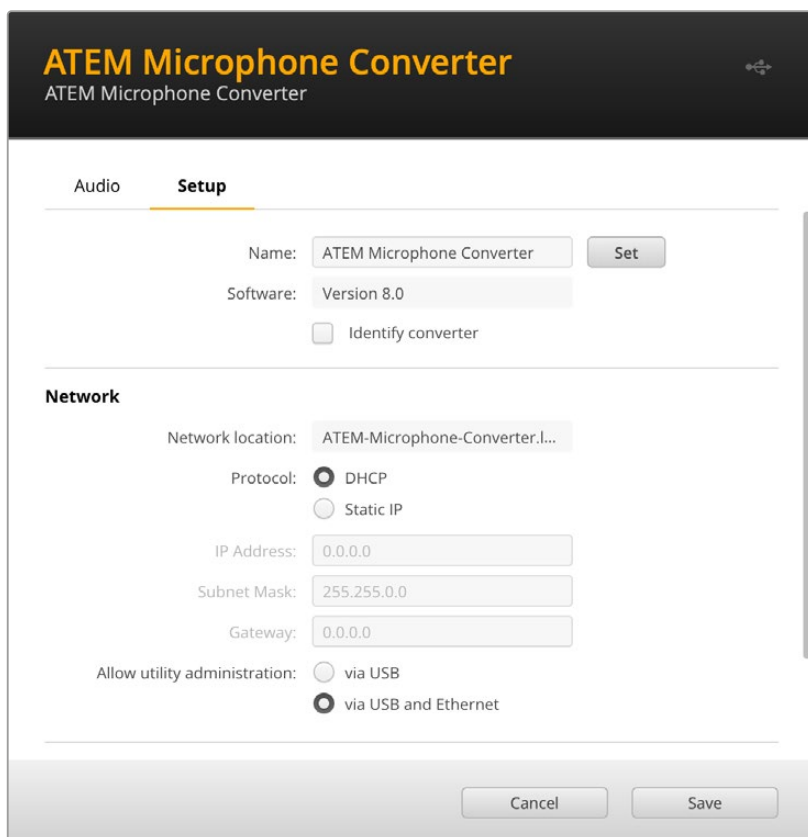 ATEM Microphone Converter
ATEM Microphone Converter
Audio Setup
Name: ATEM Microphone Converter Set
Software: Version 8.0
Identify converter
Network
Network location: ATEM-Microphone-Converter.l...
Protocol: DHCP
Static IP
IP Address: 0.0.0.0
Subnet Mask: 255.255.0.0
Gateway: 0.0.0.0
Allow utility administration: via USB
via USB and Ethernet
Cancel Save